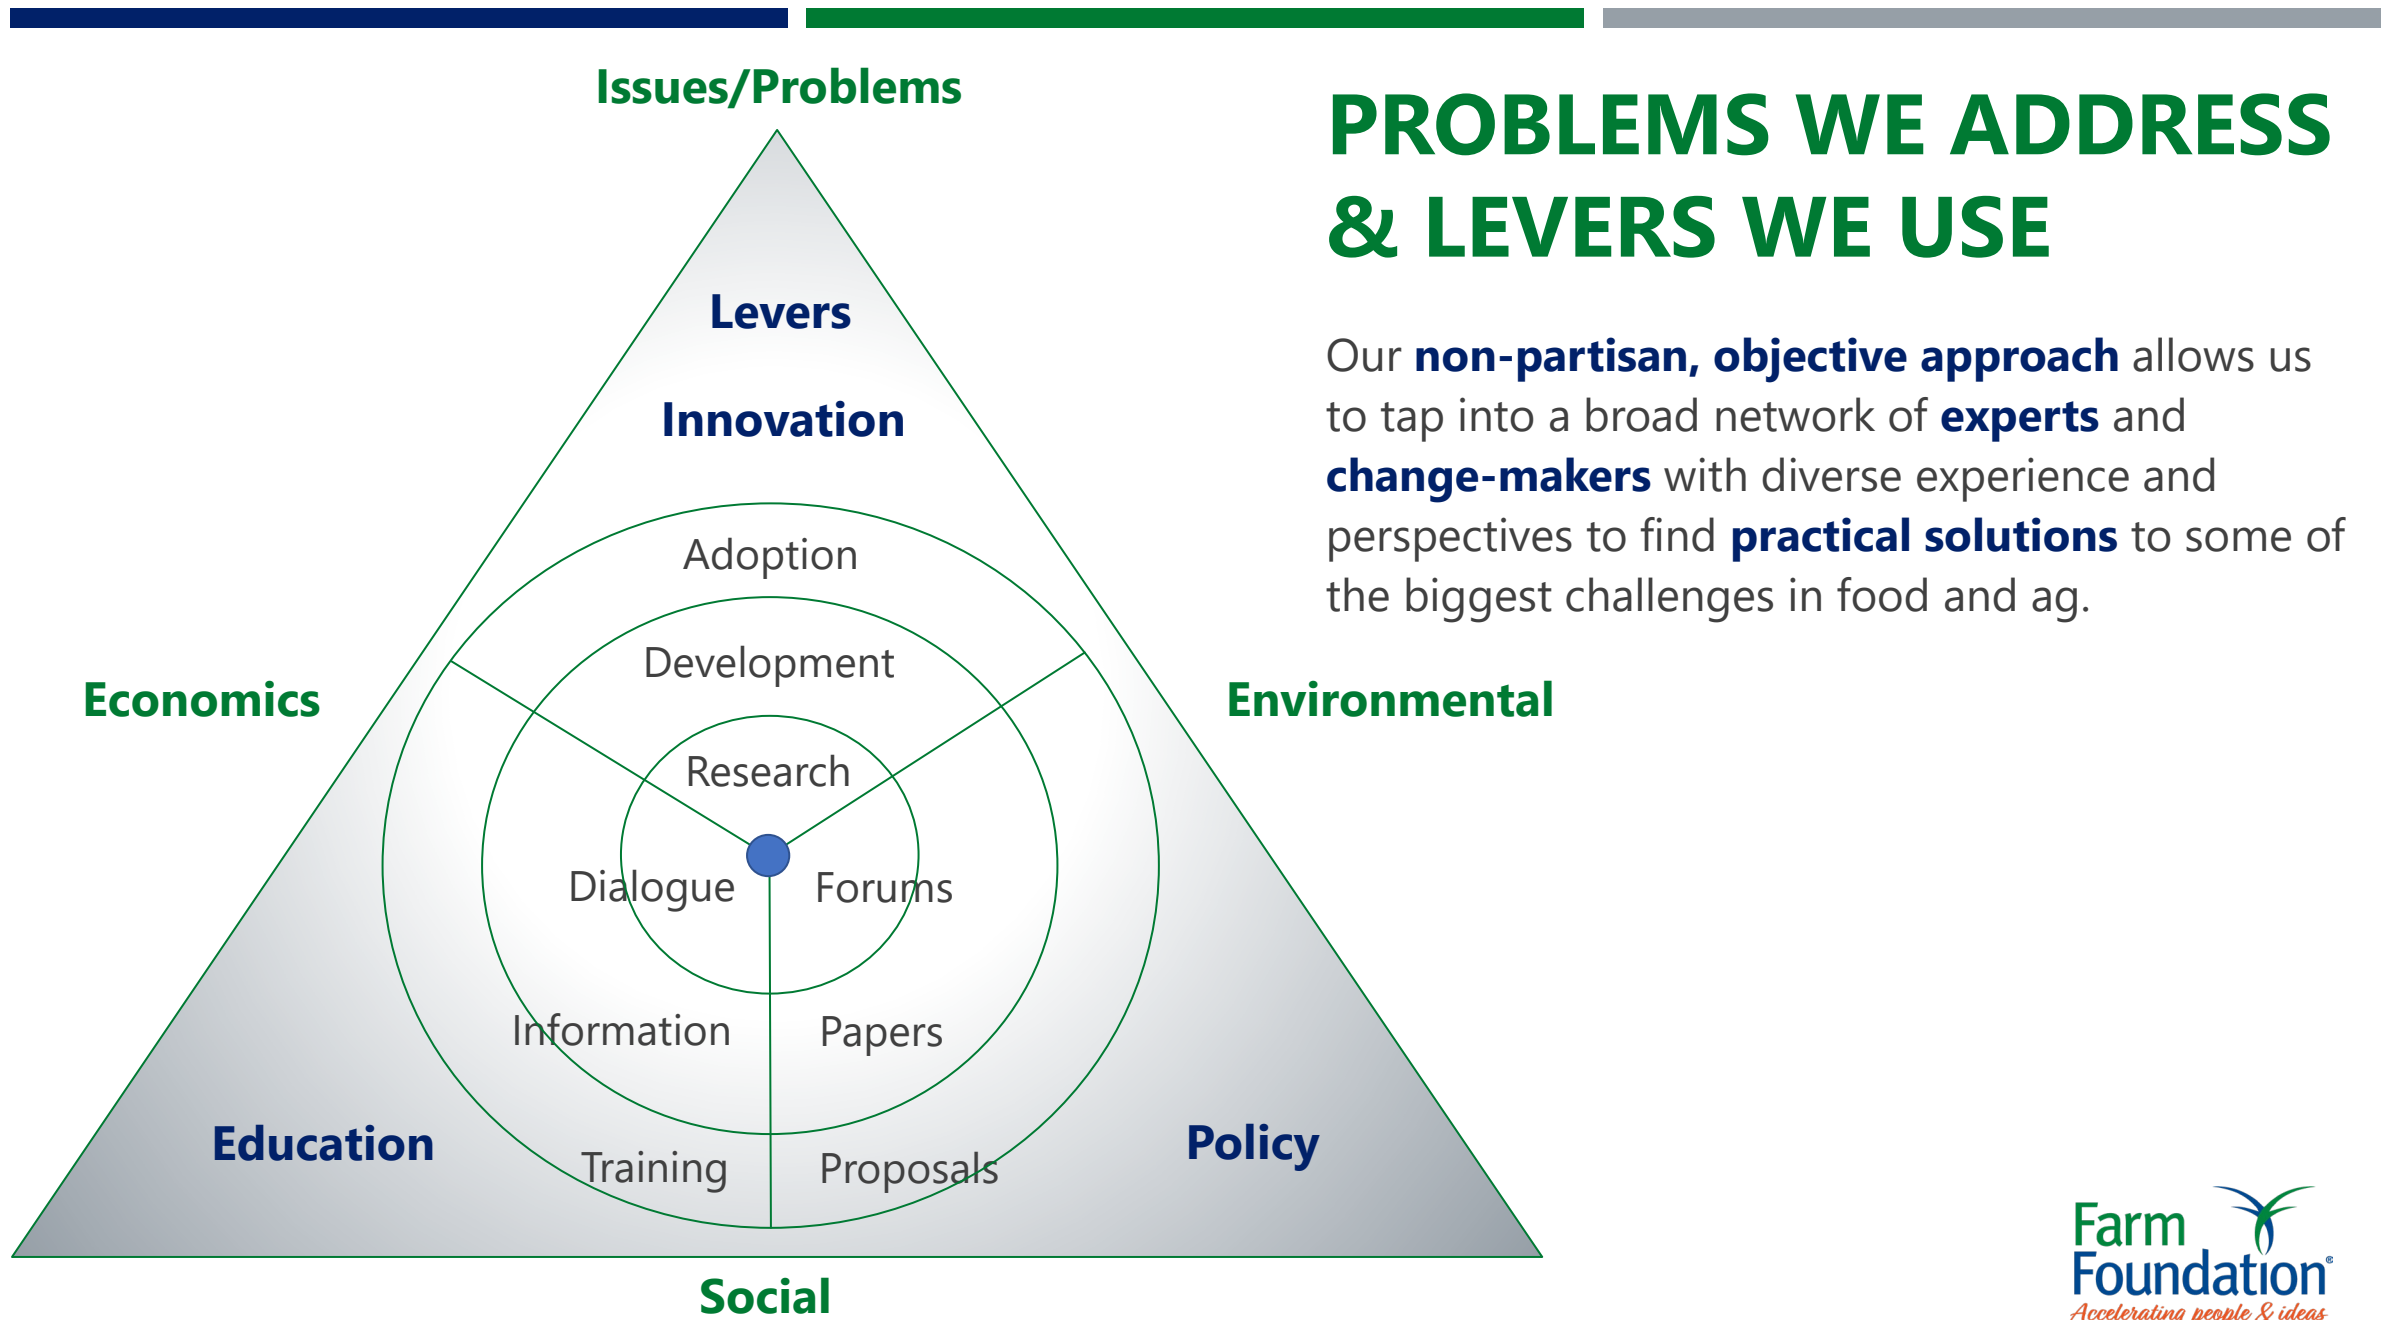 Issues/Problems
PROBLEMS WE ADDRESS
& LEVERS WE USE
Our non-partisan, objective approach allows us
to tap into a broad network of experts and
change-makers with diverse experience and
perspectives to find practical solutions to some of
the biggest challenges in food and ag.
Levers
Innovation
Adoption
Development
Research
Economics
Environmental
Dialogue
Forums
Information
Papers
Education
Policy
Training
Proposals
Social
Farm
Foundation®
Accelerating people & ideas